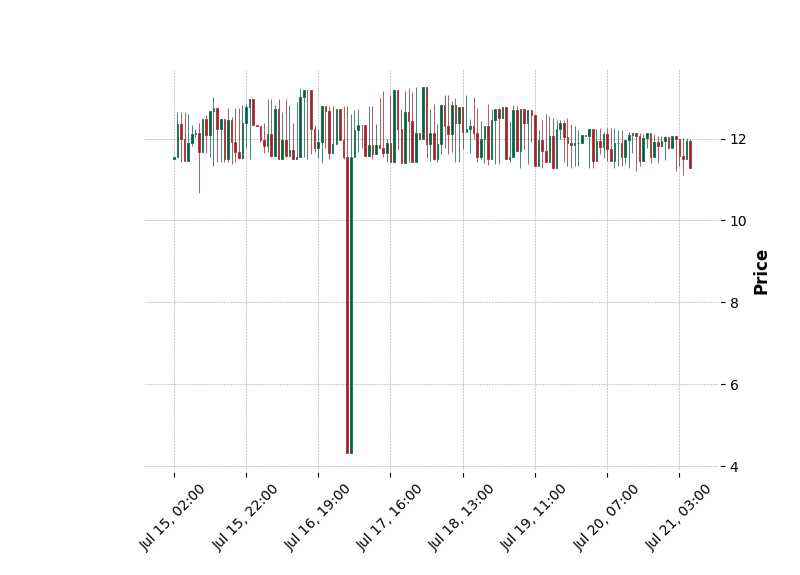 12
10
8
6
4
Price
Jul 15, 02:00
Jul 15, 22:00
Jul 16, 19:00
Jul 17, 16:00
Jul 18, 13:00
Jul 19, 11:00
Jul 20, 07:00
Jul 21, 03:00